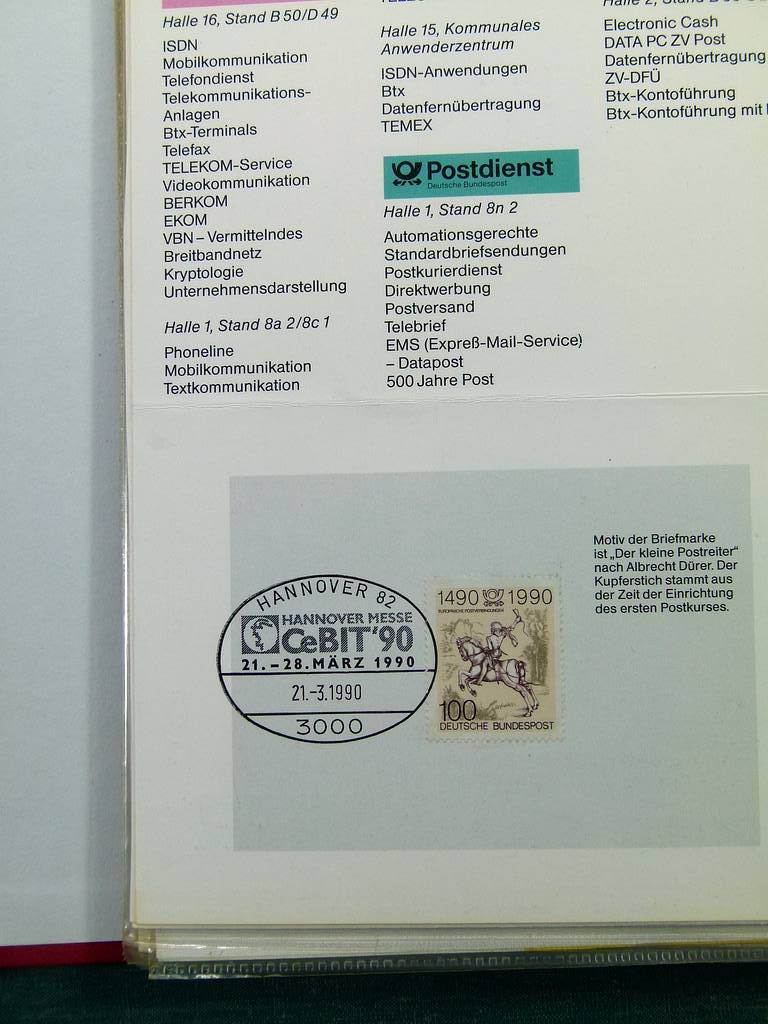 Halle 16, Stand B 50/D 49
ISDN
Mobilkommunikation
Telefondienst
Telekommunikations-
Anlagen
Btx-Terminals
Telefax
TELEKOM-Service
Videokommunikation
BERKOM
EKOM
VBN – Vermittelndes
Breitbandnetz
Kryptologie
Unternehmensdarstellung
Halle 1, Stand 8a 2/8c 1
Phoneline
Mobilkommunikation
Textkommunikation
Halle 15, Kommunales
Anwenderzentrum
ISDN-Anwendungen
Btx
Datenfernübertragung
TEMEX
Postdienst
Deutsche Bundespost
Halle 1, Stand 8n 2
Automationsgerechte
Standardbriefsendungen
Postkurierdienst
Direktwerbung
Postversand
Telebrief
EMS (Expreß-Mail-Service)
– Datapost
500 Jahre Post
Halle 2, Stand
Electronic Cash
DATA PC ZV Post
Datenfernübertragung
ZV-DFÜ
Btx-Kontoführung
Btx-Kontoführung mit
HANNOVER 82
HANNOVER MESSE
CeBIT'90
21.–28. MÄRZ 1990
21.-3.1990
3000
1490 1990
EUROPÄISCHE POSTVERBINDUNGEN
100
DEUTSCHE BUNDESPOST
Motiv der Briefmarke
ist „Der kleine Postreiter“
nach Albrecht Dürer. Der
Kupferstich stammt aus
der Zeit der Einrichtung
des ersten Postkurses.